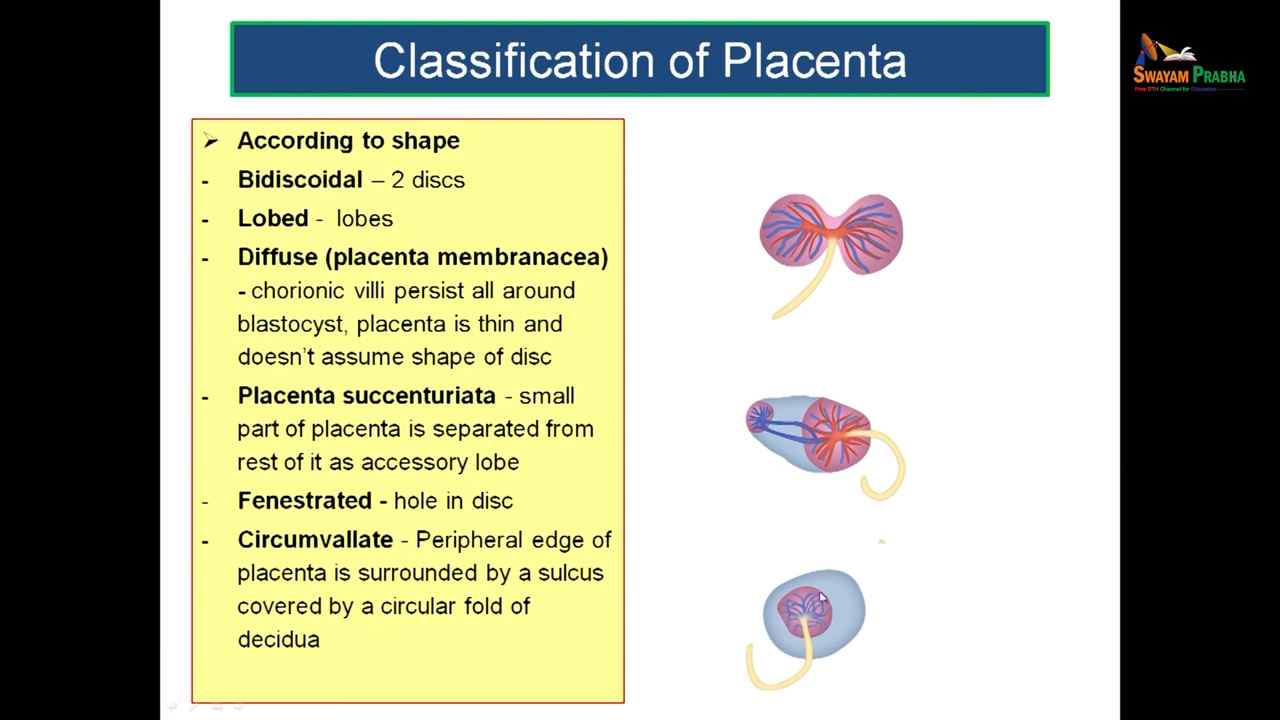 Classification of Placenta
SWAYAM PRABHA
Free DTH Channel for Education
➢ According to shape
- Bidiscoidal – 2 discs
- Lobed - lobes
- Diffuse (placenta membranacea)
- chorionic villi persist all around
blastocyst, placenta is thin and
doesn't assume shape of disc
- Placenta succenturiata - small
part of placenta is separated from
rest of it as accessory lobe
- Fenestrated - hole in disc
- Circumvallate - Peripheral edge of
placenta is surrounded by a sulcus
covered by a circular fold of
decidua